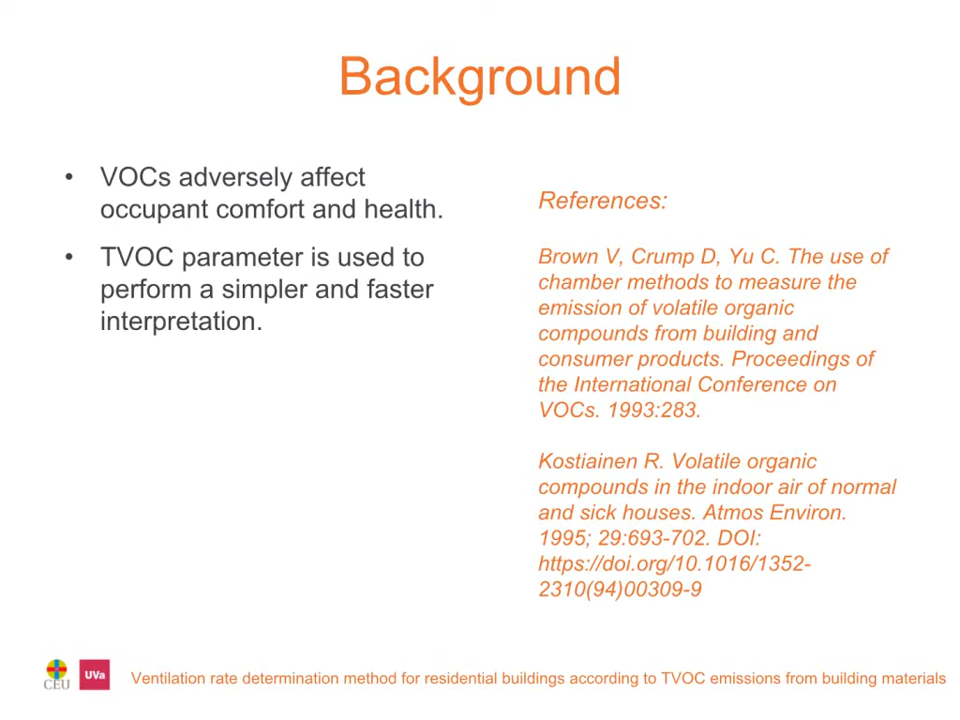 Background
• VOCs adversely affect
occupant comfort and health.
• TVOC parameter is used to
perform a simpler and faster
interpretation.
References:
Brown V, Crump D, Yu C. The use of
chamber methods to measure the
emission of volatile organic
compounds from building and
consumer products. Proceedings of
the International Conference on
VOCs. 1993:283.
Kostiainen R. Volatile organic
compounds in the indoor air of normal
and sick houses. Atmos Environ.
1995; 29:693-702. DOI:
https://doi.org/10.1016/1352-
2310(94)00309-9
CEU
UVa
Ventilation rate determination method for residential buildings according to TVOC emissions from building materials